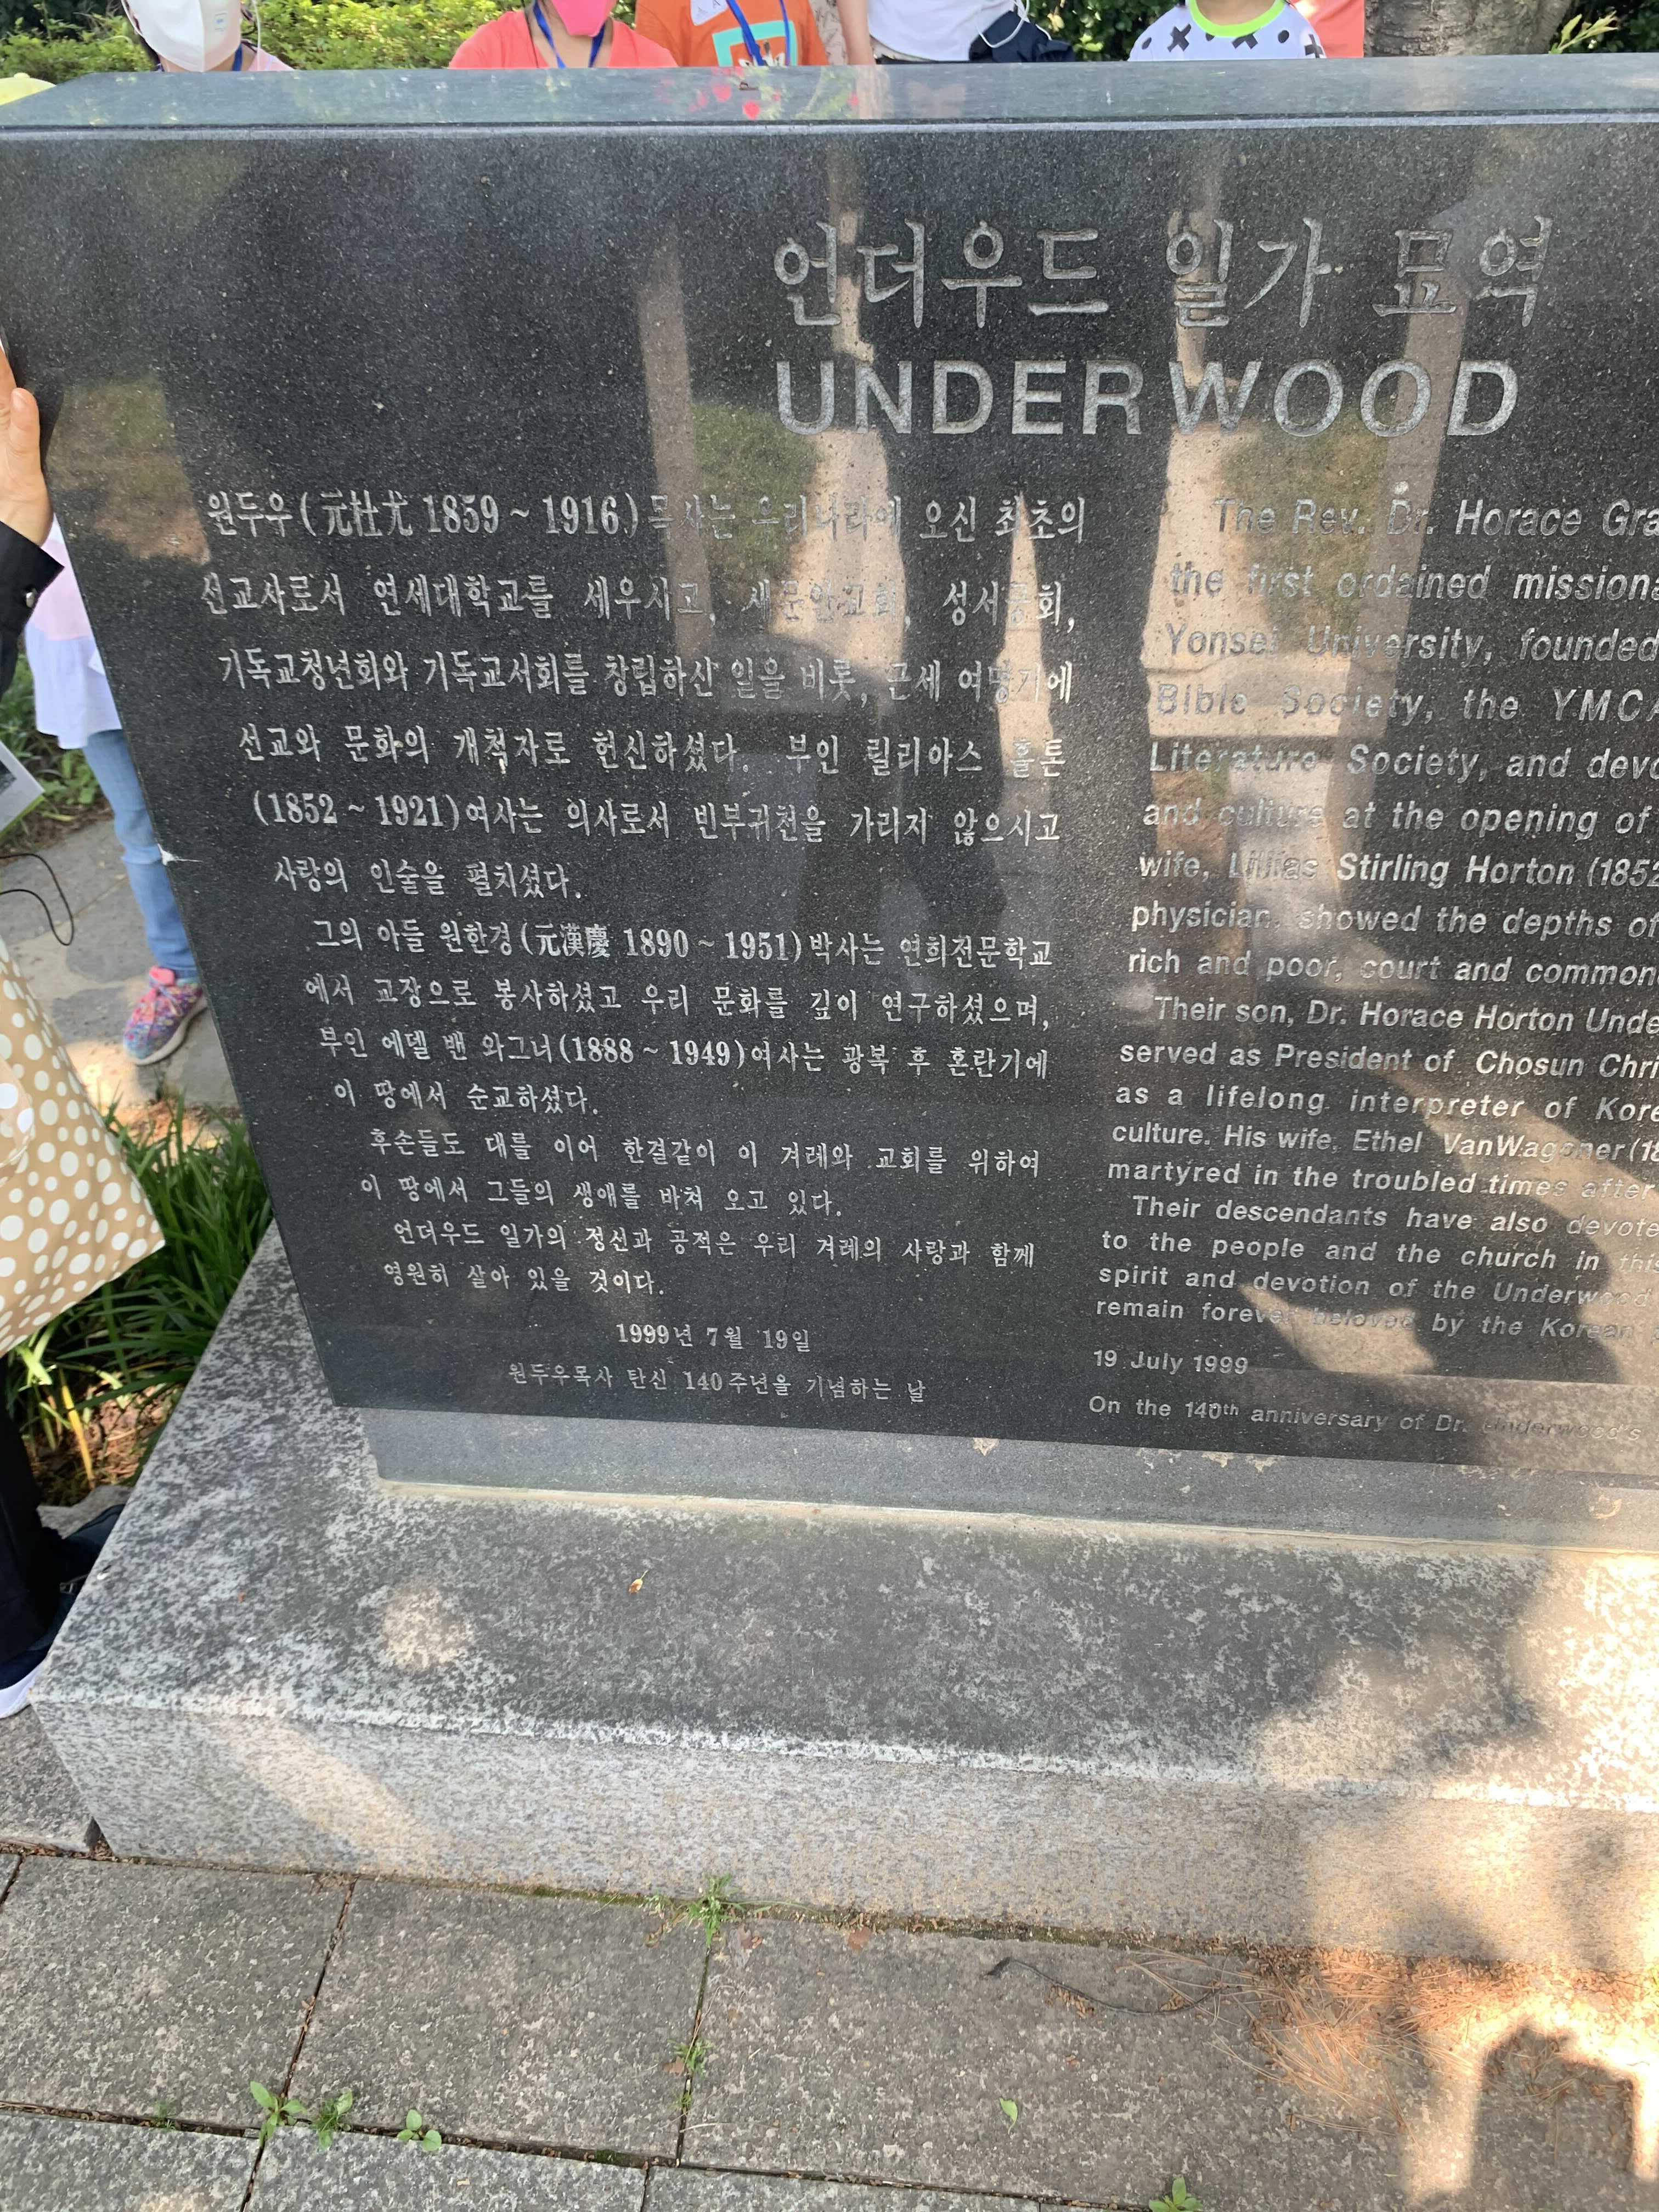 언더우드 일가 묘역
UNDERWOOD
원두우(元杜尤 1859 ~ 1916)목사는 우리나라에 오신 최초의
선교사로서 연세대학교를 세우시고, 새문안교회, 성서공회,
기독교청년회와 기독교서회를 창립하신 일을 비롯, 근세 여명기에
선교와 문화의 개척자로 헌신하셨다. 부인 릴리아스 홀톤
(1852 ~ 1921)여사는 의사로서 빈부귀천을 가리지 않으시고
사랑의 인술을 펼치셨다.
그의 아들 원한경(元漢慶 1890 ~ 1951)박사는 연희전문학교
에서 교장으로 봉사하셨고 우리 문화를 깊이 연구하셨으며,
부인 에델 밴 와그너(1888 ~ 1949)여사는 광복 후 혼란기에
이 땅에서 순교하셨다.
후손들도 대를 이어 한결같이 이 겨레와 교회를 위하여
이 땅에서 그들의 생애를 바쳐 오고 있다.
언더우드 일가의 정신과 공적은 우리 겨레의 사랑과 함께
영원히 살아 있을 것이다.
1999년 7월 19일
원두우목사 탄신 140주년을 기념하는 날
The Rev. Dr. Horace Gra
the first ordained missiona
Yonsei University, founded
Bible Society, the YMCA
Literature Society, and devo
and culture at the opening of
wife, Lillias Stirling Horton (1852
physician, showed the depths of
rich and poor, court and common
Their son, Dr. Horace Horton Unde
served as President of Chosun Chri
as a lifelong interpreter of Kore
culture. His wife, Ethel VanWagoner(18
martyred in the troubled times after
Their descendants have also devote
to the people and the church in this
spirit and devotion of the Underwood
remain forever beloved by the Korean
19 July 1999
On the 140th anniversary of Dr. Underwood's